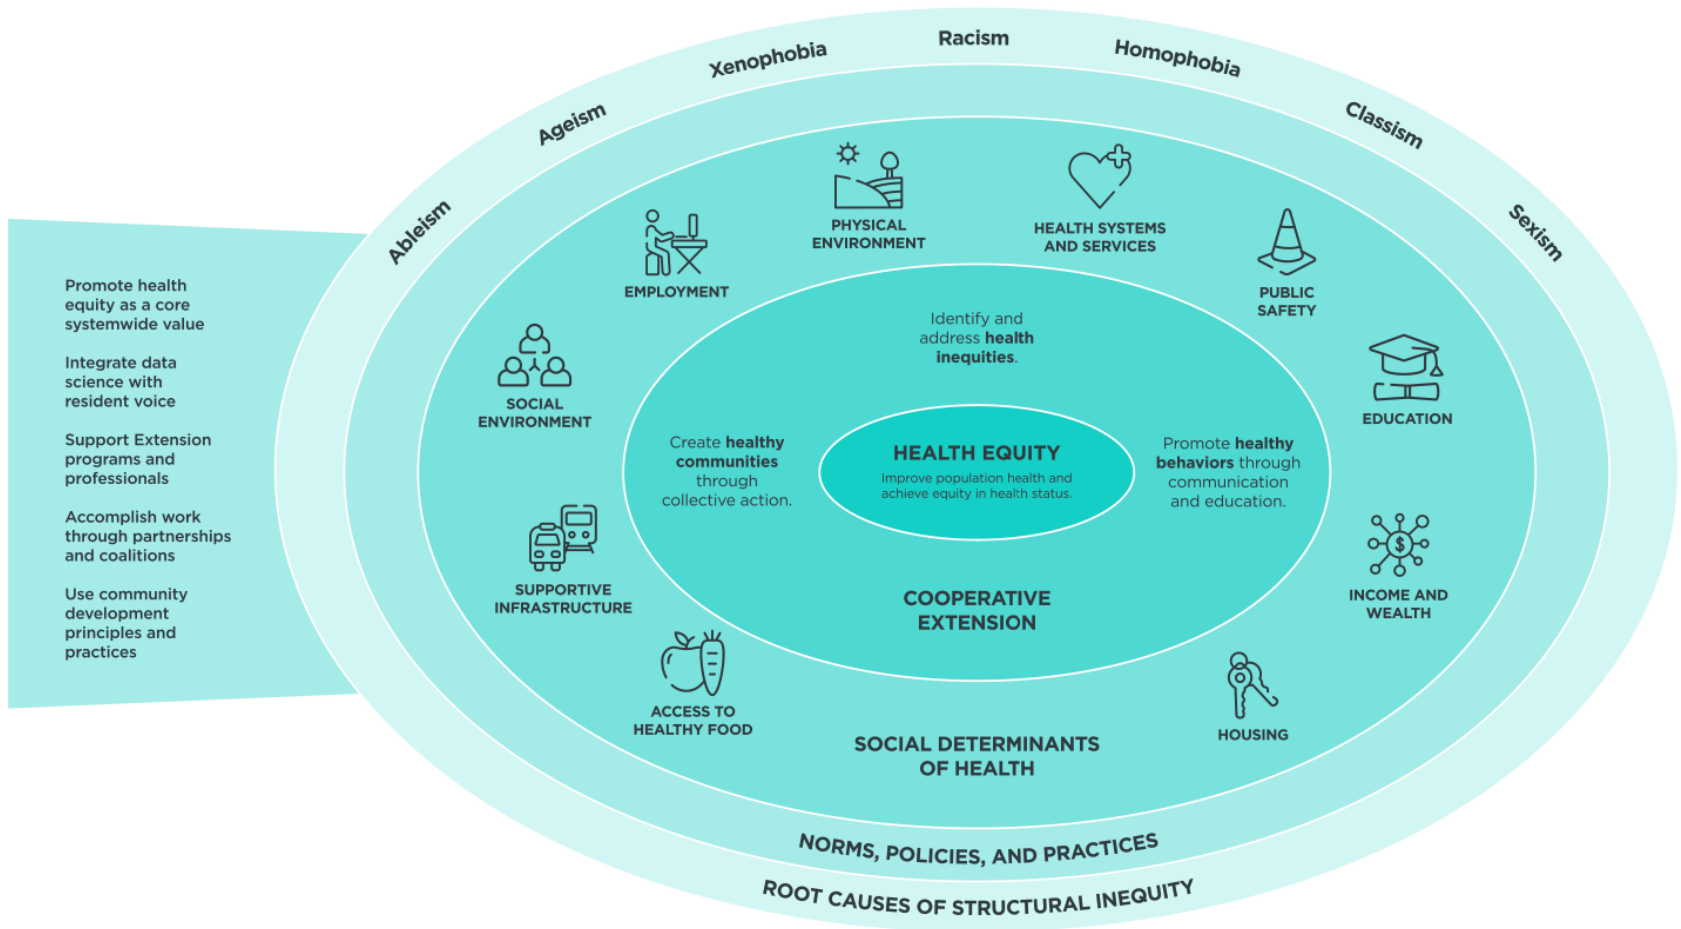 Racism
Xenophobia
Homophobia
Ageism
Classism
Ableism
Sexism
Promote health
equity as a core
systemwide value
Integrate data
science with
resident voice
Support Extension
programs and
professionals
Accomplish work
through partnerships
and coalitions
Use community
development
principles and
practices
PHYSICAL
ENVIRONMENT
HEALTH SYSTEMS
AND SERVICES
EMPLOYMENT
PUBLIC
SAFETY
SOCIAL
ENVIRONMENT
EDUCATION
SUPPORTIVE
INFRASTRUCTURE
INCOME AND
WEALTH
$
ACCESS TO
HEALTHY FOOD
HOUSING
Identify and
address health
inequities.
Create healthy
communities
through
collective action.
HEALTH EQUITY
Improve population health and
achieve equity in health status.
Promote healthy
behaviors through
communication
and education.
COOPERATIVE
EXTENSION
SOCIAL DETERMINANTS
OF HEALTH
NORMS, POLICIES, AND PRACTICES
ROOT CAUSES OF STRUCTURAL INEQUITY